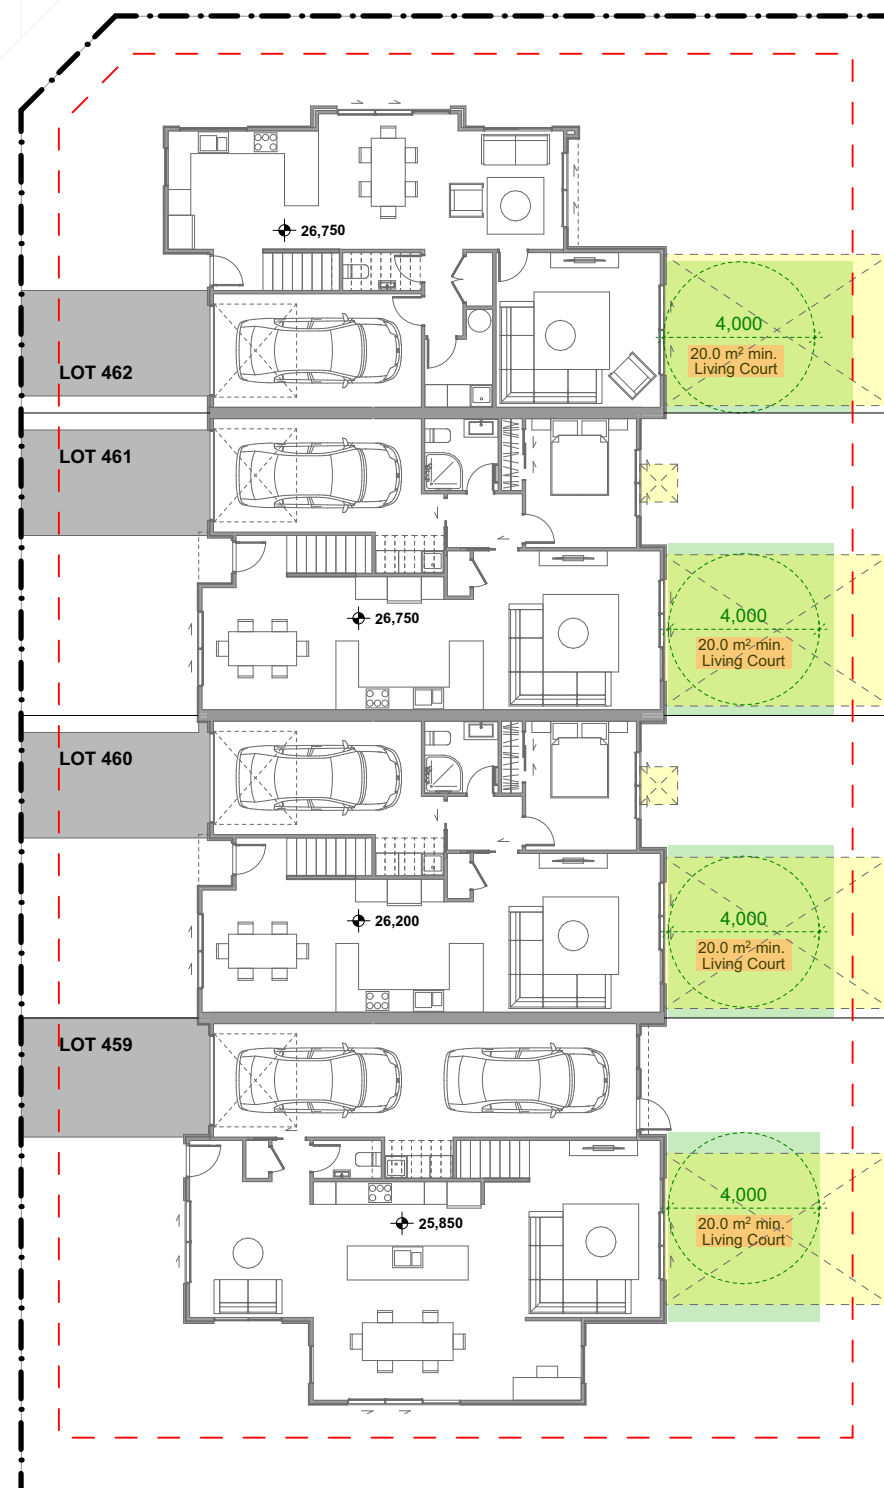 26,750
4,000
20.0 m² min.
Living Court
LOT 462
LOT 461
26,750
4,000
20.0 m² min.
Living Court
LOT 460
26,200
4,000
20.0 m² min.
Living Court
LOT 459
4,000
25,850
20.0 m² min.
Living Court